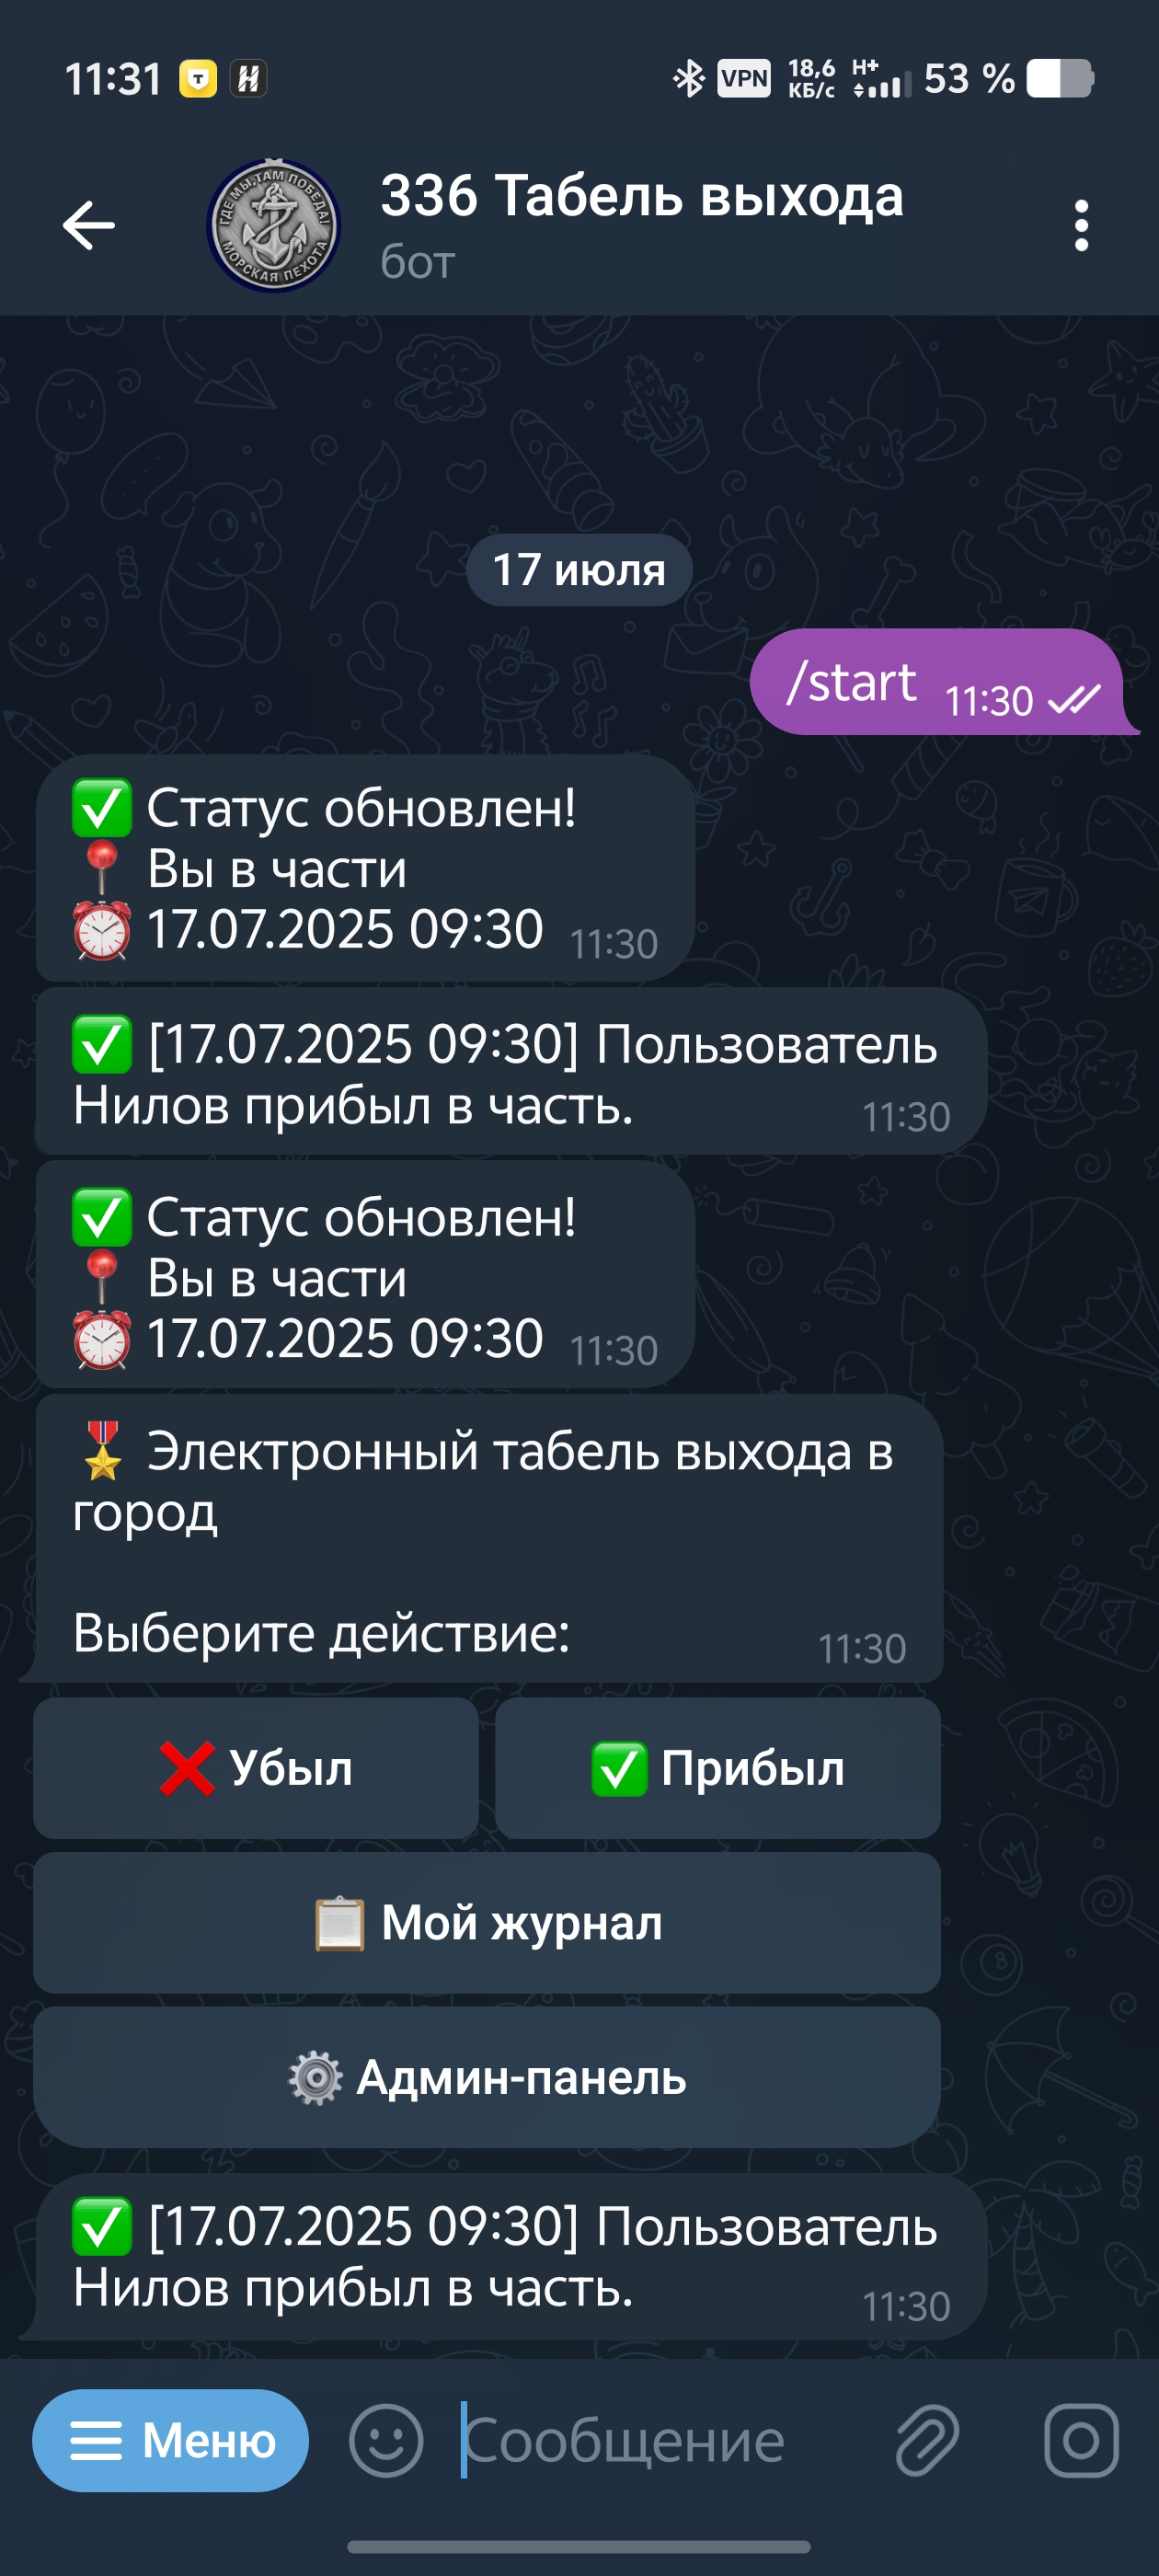 11:31
VPN
18,6
КБ/с
H+
53 %
ГДЕ МЫ, ТАМ ПОБЕДА!
МОРСКАЯ ПЕХОТА
336 Табель выхода
бот
17 июля
/start 11:30
✅ Статус обновлен!
📍 Вы в части
⏰ 17.07.2025 09:30 11:30
✅ [17.07.2025 09:30] Пользователь
Нилов прибыл в часть. 11:30
✅ Статус обновлен!
📍 Вы в части
⏰ 17.07.2025 09:30 11:30
🎖 Электронный табель выхода в
город
Выберите действие: 11:30
❌ Убыл
✅ Прибыл
📋 Мой журнал
⚙️ Админ-панель
✅ [17.07.2025 09:30] Пользователь
Нилов прибыл в часть. 11:30
Меню
Сообщение